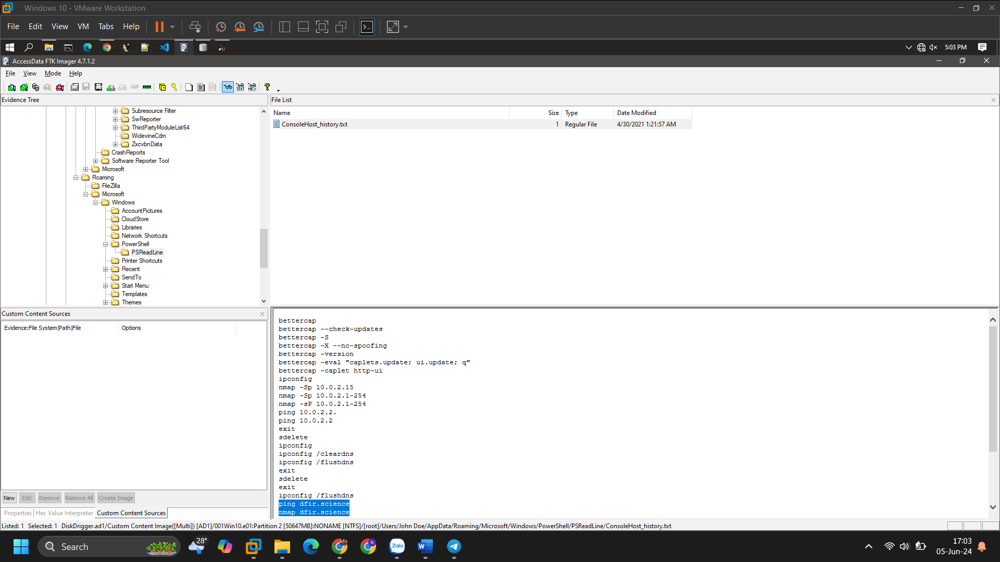 Windows 10 - VMware Workstation
File Edit View VM Tabs Help
5:03 PM
AccessData FTK Imager 4.7.1.2
File View Mode Help
Evidence Tree
Subresource Filter
SwReporter
ThirdPartyModuleList64
WidevineCdm
ZxcvbnData
CrashReports
Software Reporter Tool
Microsoft
Roaming
FileZilla
Microsoft
Windows
AccountPictures
CloudStore
Libraries
Network Shortcuts
PowerShell
PSReadLine
Printer Shortcuts
Recent
SendTo
Start Menu
Templates
Themes
File List
Name Size Type Date Modified
ConsoleHost_history.txt 1 Regular File 4/30/2021 1:21:57 AM
Custom Content Sources
Evidence:File System|Path|File Options
New Edit Remove Remove All Create Image
Properties Hex Value Interpreter Custom Content Sources
bettercap
bettercap --check-updates
bettercap -S
bettercap -X --no-spoofing
bettercap -version
bettercap -eval "caplets.update; ui.update; q"
bettercap -caplet http-ui
ipconfig
nmap -Sp 10.0.2.15
nmap -Sp 10.0.2.1-254
nmap -sP 10.0.2.1-254
ping 10.0.2.2.
ping 10.0.2.2
exit
sdelete
ipconfig
ipconfig /cleardns
ipconfig /flushdns
exit
sdelete
exit
ipconfig /flushdns
ping dfir.science
nmap dfir.science
Listed: 1 Selected: 1 DiskDrigger.ad1/Custom Content Image([Multi]) [AD1]/001Win10.e01:Partition 2 [50647MB]:NONAME [NTFS]/[root]/Users/John Doe/AppData/Roaming/Microsoft/Windows/PowerShell/PSReadLine/ConsoleHost_history.txt
Search
28°
Zalo
17:03
05-Jun-24